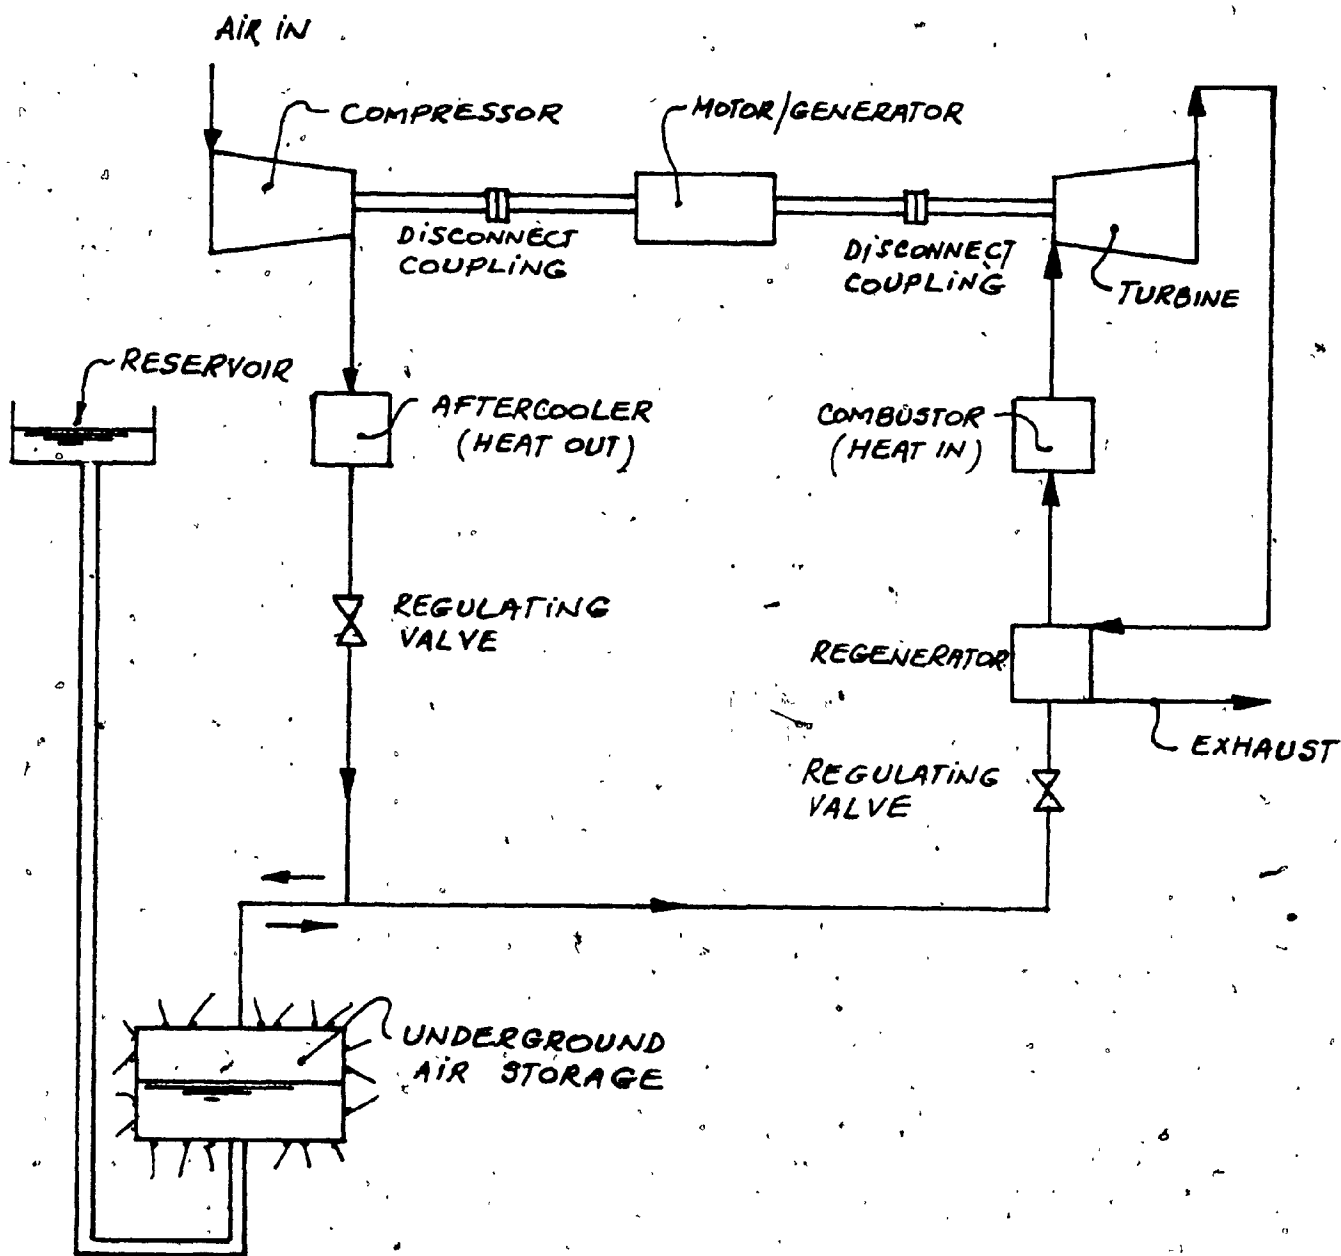 AIR IN
COMPRESSOR
MOTOR/GENERATOR
DISCONNECT
COUPLING
DISCONNECT
COUPLING
TURBINE
RESERVOIR
AFTERCOOLER
(HEAT OUT)
COMBUSTOR
(HEAT IN)
REGULATING
VALVE
REGENERATOR
EXHAUST
REGULATING
VALVE
UNDERGROUND
AIR STORAGE